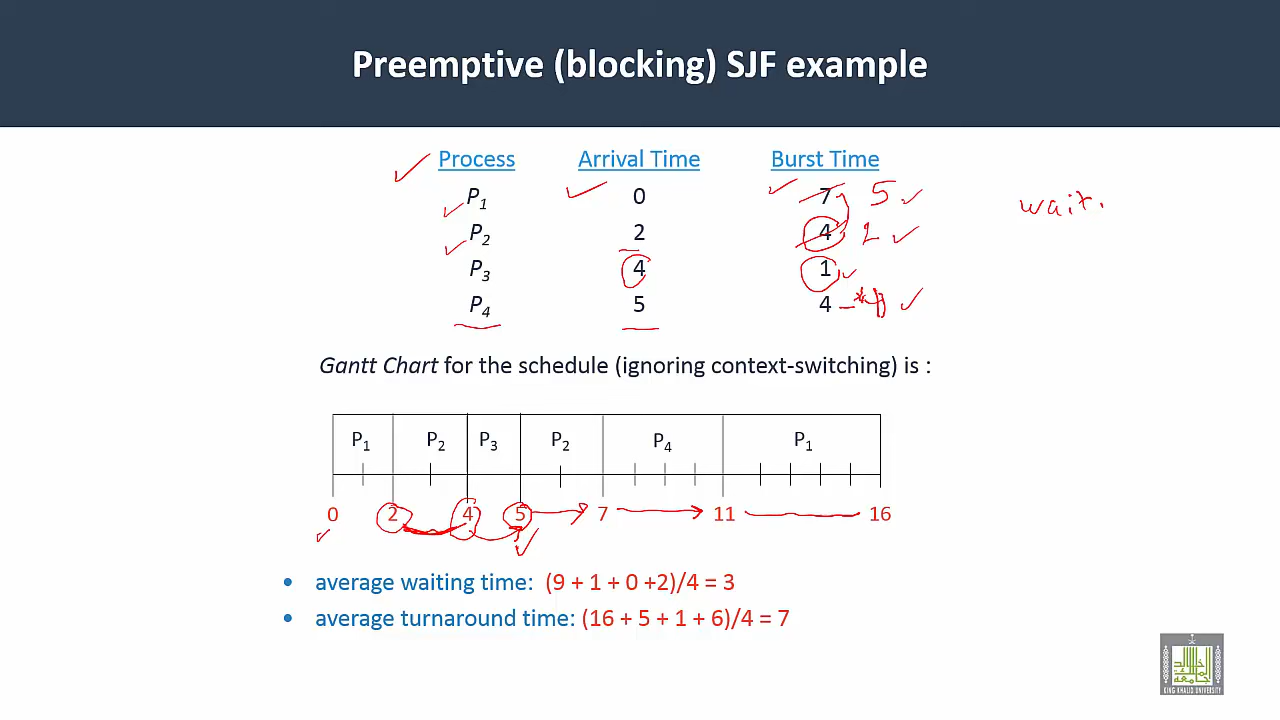 Preemptive (blocking) SJF example
Process Arrival Time Burst Time
P1 0 7 5
P2 2 4 2
wait.
P3 4 1
P4 5 4
Gantt Chart for the schedule (ignoring context-switching) is :
P1 P2 P3 P2 P4 P1
0 2 4 5 7 11 16
• average waiting time: (9 + 1 + 0 +2)/4 = 3
• average turnaround time: (16 + 5 + 1 + 6)/4 = 7
KING KHALID UNIVERSITY